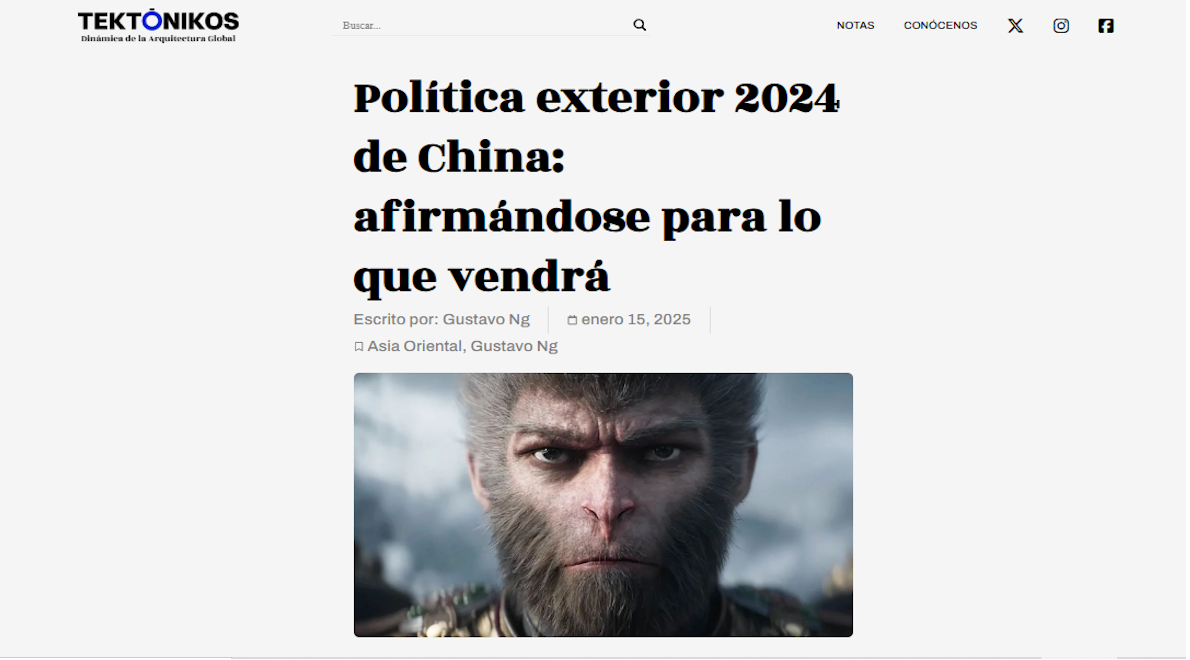 TEKTŌNIKOS
Dinámica de la Arquitectura Global
Buscar...
NOTAS
CONÓCENOS
Política exterior 2024
de China:
afirmándose para lo
que vendrá
Escrito por: Gustavo Ng
enero 15, 2025
Asia Oriental, Gustavo Ng